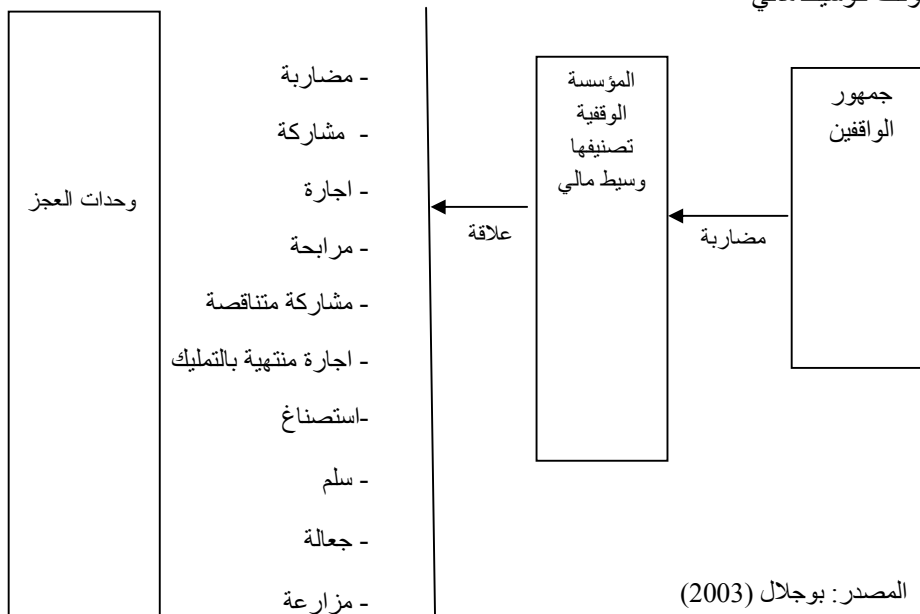 جمهور
الواقفين
مضاربة
المؤسسة
الوقفية
تصنيفها
وسيط مالي
علاقة
- مضاربة
- مشاركة
- اجارة
- مرابحة
- مشاركة متناقصة
- اجارة منتهية بالتمليك
-استصناغ
- سلم
- جعالة
- مزارعة
وحدات العجز
المصدر: بوجلال (2003)